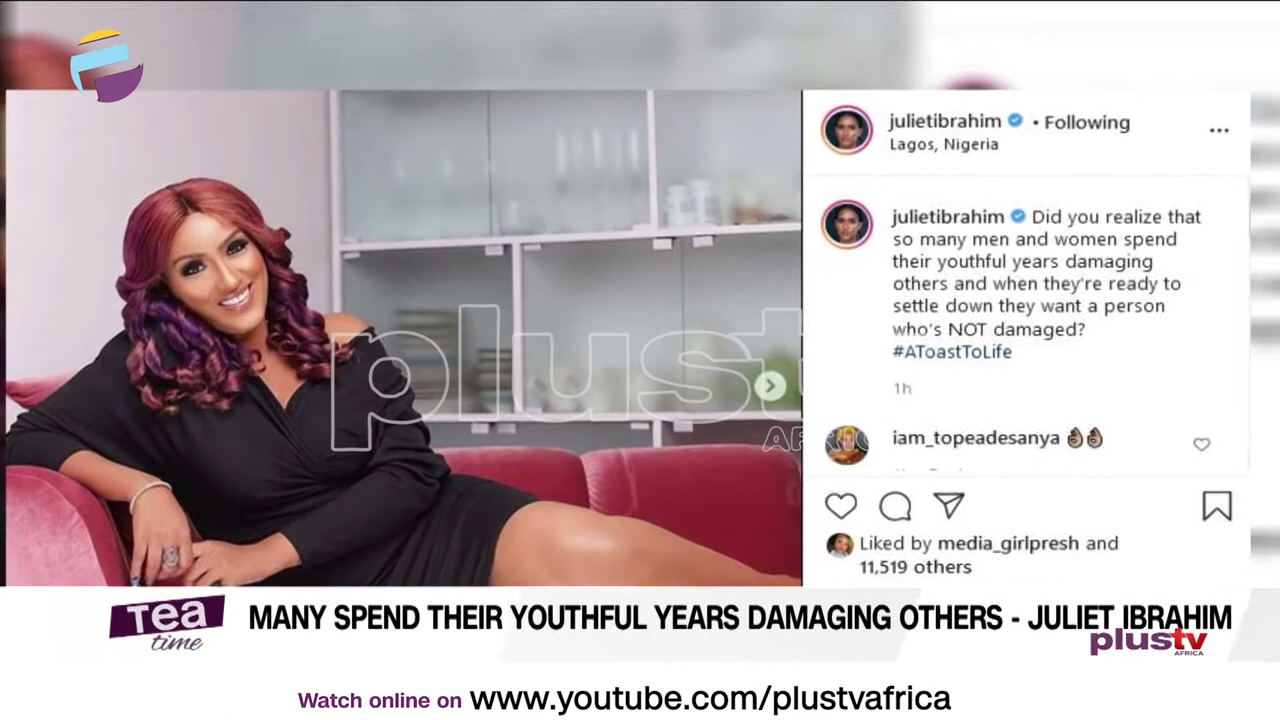 julietibrahim • Following
...
Lagos, Nigeria
julietibrahim Did you realize that
so many men and women spend
their youthful years damaging
others and when they're ready to
settle down they want a person
who's NOT damaged?
#AToastToLife
1h
iam_topeadesanya 👌🏿👌🏿
Liked by media_girlpresh and
11,519 others
plust
AFRIC
Tea
time
MANY SPEND THEIR YOUTHFUL YEARS DAMAGING OTHERS - JULIET IBRAHIM
plustv
AFRICA
Watch online on www.youtube.com/plustvafrica